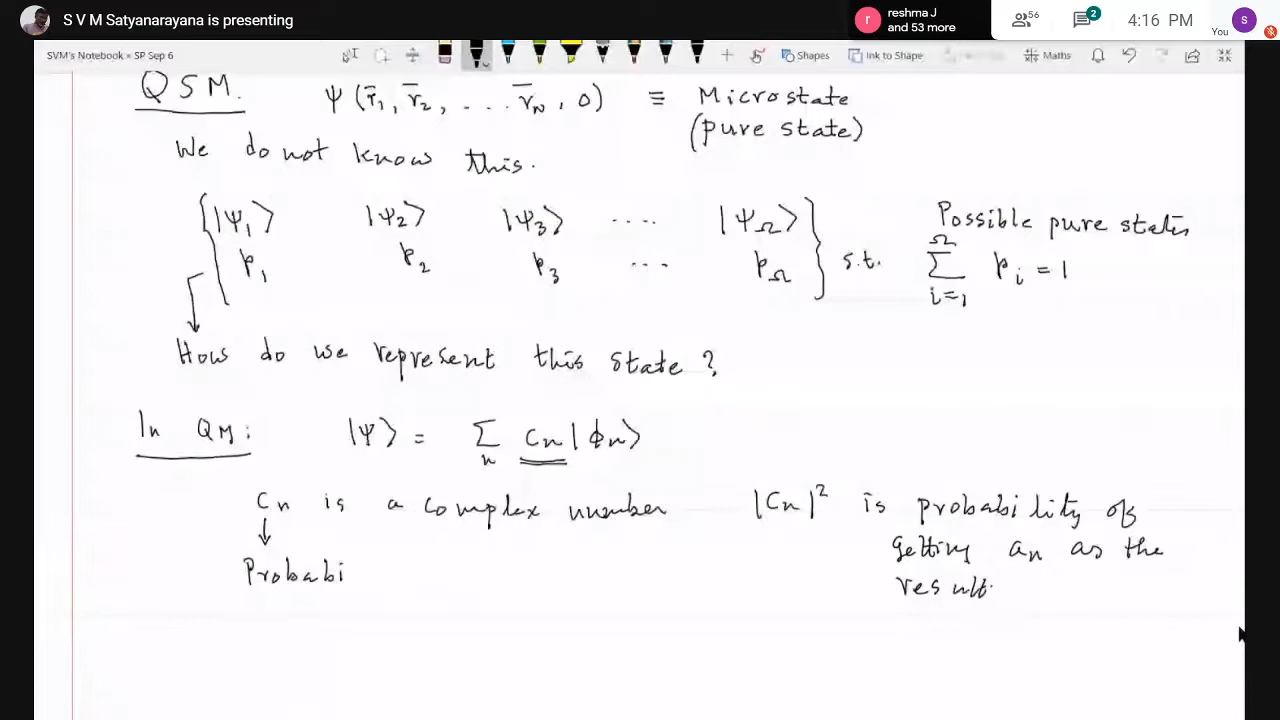 S V M Satyanarayana is presenting
r reshma J
and 53 more
56
2
4:16 PM
You
s
SVM's Notebook » SP Sep 6
Shapes
Ink to Shape
Maths
QSM. Ψ(r̄₁, r̄₂, ... r̄N, 0) ≡ Microstate
(pure state)
We do not know this.
{|Ψ₁⟩ |Ψ₂⟩ |Ψ₃⟩ .... |ΨΩ⟩} s.t. Possible pure states
p₁ p₂ p₃ ... pΩ Σ_{i=1}^{Ω} pᵢ = 1
How do we represent this state?
In QM: |Ψ⟩ = Σₙ Cₙ|ϕₙ⟩
Cn is a complex number |Cn|² is probability of
getting an as the
result.
Probabi